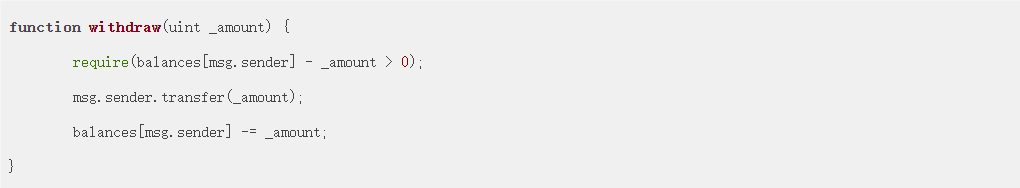 function withdraw(uint _amount) {
require(balances[msg.sender] - _amount > 0);
msg.sender.transfer(_amount);
balances[msg.sender] -= _amount;
}